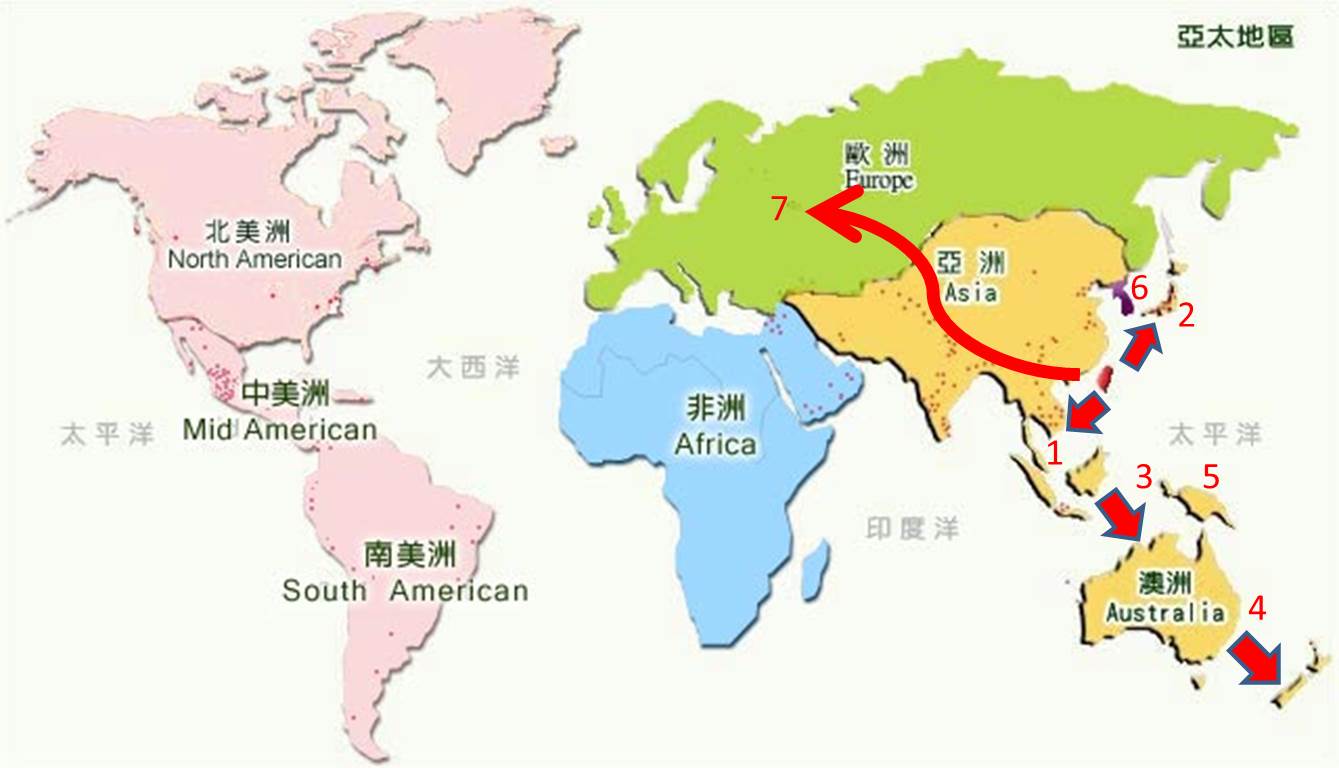 亞太地區
歐 洲
Europe
北美洲
North American
7
亞 洲
Asia
6
2
大西洋
中美洲
Mid American
太平洋
非洲
Africa
太平洋
1
3
5
印度洋
南美洲
South American
澳洲
Australia
4